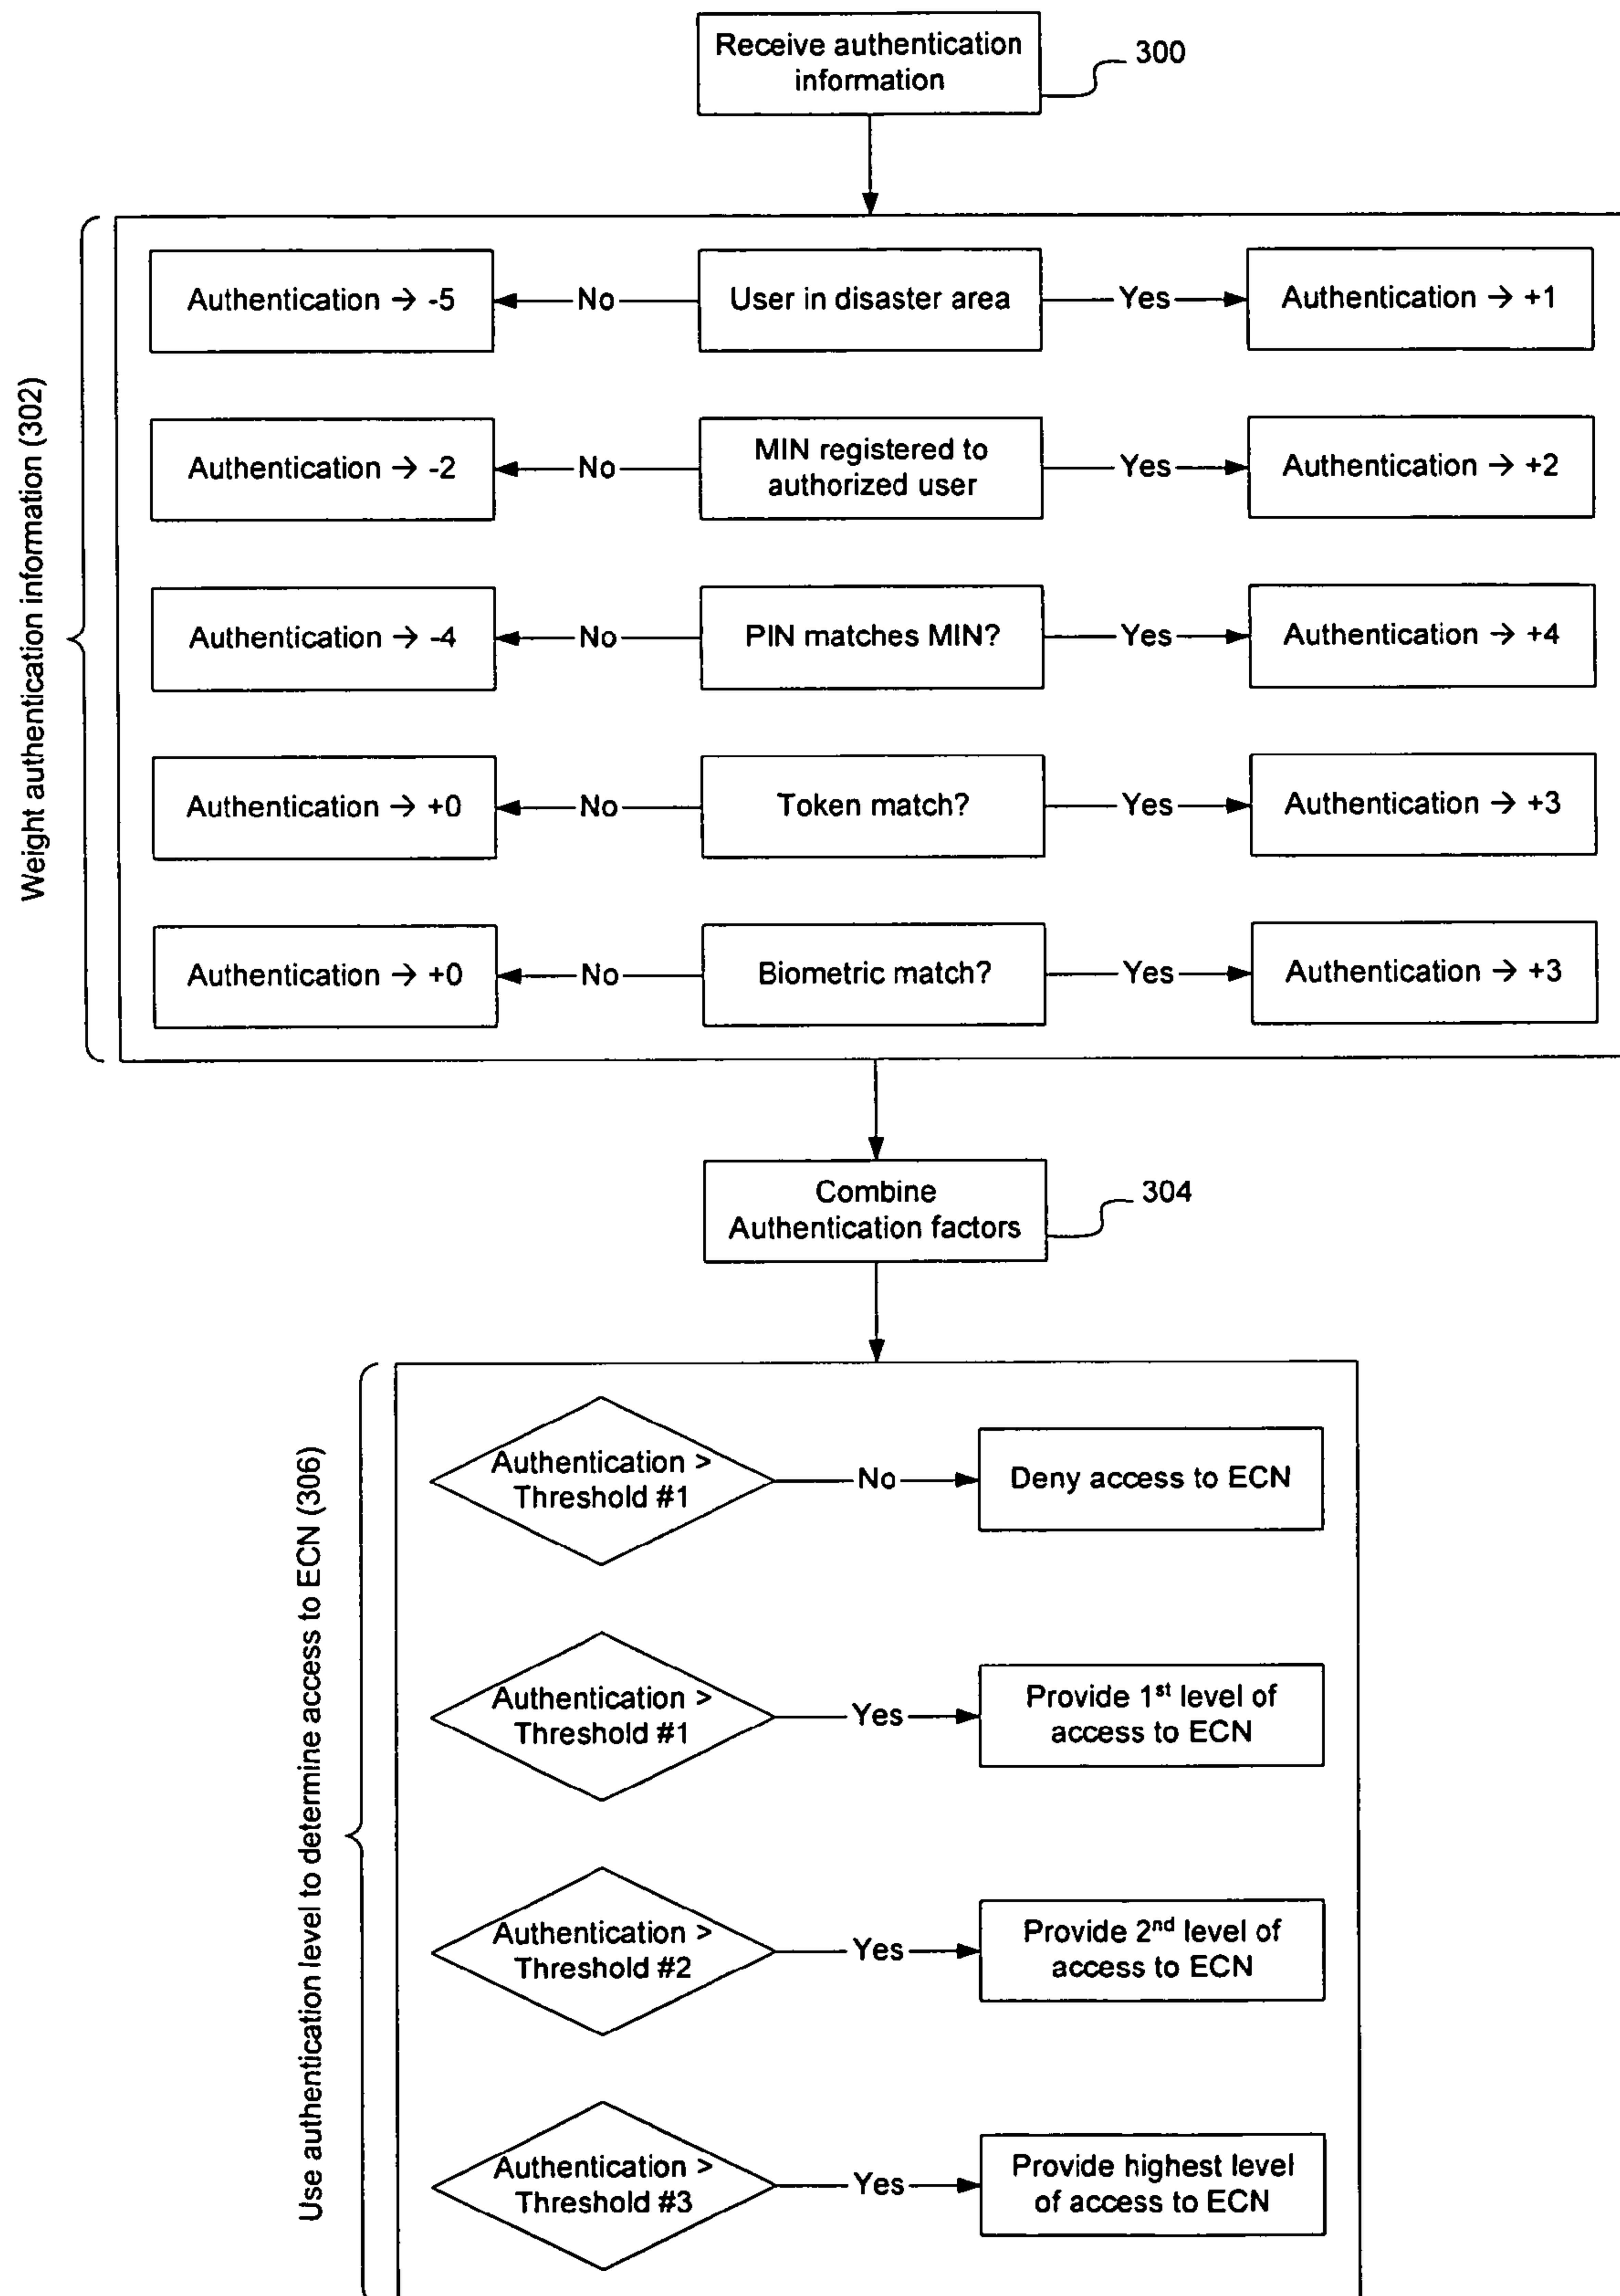 Receive authentication
information
300
Weight authentication information (302)
Authentication → -5
No
User in disaster area
Yes
Authentication → +1
Authentication → -2
No
MIN registered to
authorized user
Yes
Authentication → +2
Authentication → -4
No
PIN matches MIN?
Yes
Authentication → +4
Authentication → +0
No
Token match?
Yes
Authentication → +3
Authentication → +0
No
Biometric match?
Yes
Authentication → +3
Combine
Authentication factors
304
Use authentication level to determine access to ECN (306)
Authentication >
Threshold #1
No
Deny access to ECN
Authentication >
Threshold #1
Yes
Provide 1st level of
access to ECN
Authentication >
Threshold #2
Yes
Provide 2nd level of
access to ECN
Authentication >
Threshold #3
Yes
Provide highest level
of access to ECN